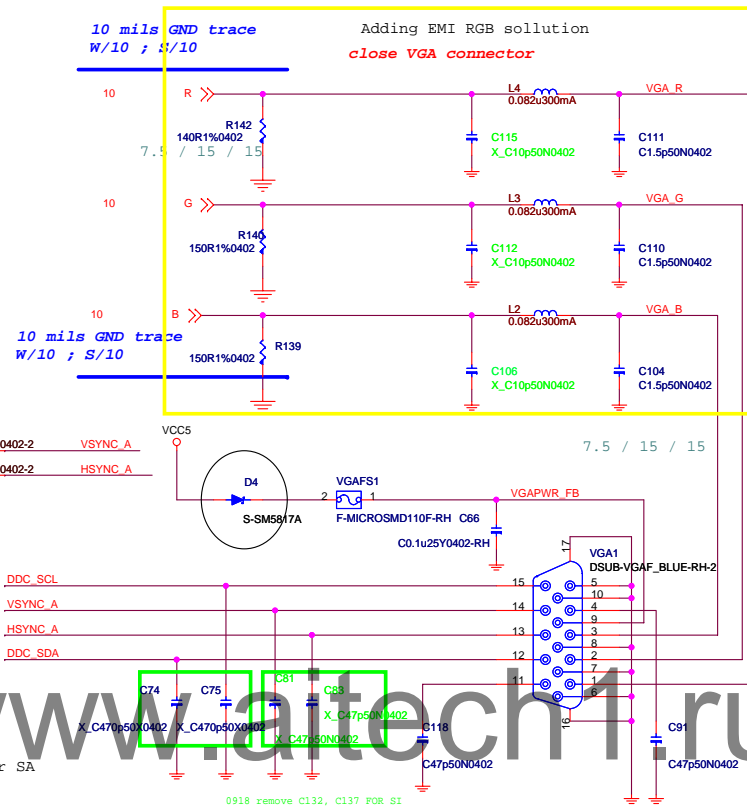 10 mils GND trace
W/10 ; S/10
Adding EMI RGB sollution
close VGA connector
10
R
R142
140R1%0402
7.5 / 15 / 15
L4
0.082u300mA
VGA_R
C115
X_C10p50N0402
C111
C1.5p50N0402
10
G
R140
150R1%0402
L3
0.082u300mA
VGA_G
C112
X_C10p50N0402
C110
C1.5p50N0402
10
B
10 mils GND trace
W/10 ; S/10
R139
150R1%0402
L2
0.082u300mA
VGA_B
C106
X_C10p50N0402
C104
C1.5p50N0402
7.5 / 15 / 15
0402-2
VSYNC_A
0402-2
HSYNC_A
VCC5
D4
S-SM5817A
VGAFS1
2
1
F-MICROSMD110F-RH
C66
C0.1u25Y0402-RH
VGAPWR_FB
17
VGA1
DSUB-VGAF_BLUE-RH-2
DDC_SCL
15
5
10
VSYNC_A
14
4
9
HSYNC_A
13
3
8
DDC_SDA
12
2
7
11
1
6
16
C74
X_C470p50X0402
C75
X_C470p50X0402
C81
X_C47p50N0402
C83
X_C47p50N0402
C118
C47p50N0402
C91
C47p50N0402
www.aitech1.ru
r SA
0918 remove C132, C137 FOR SI